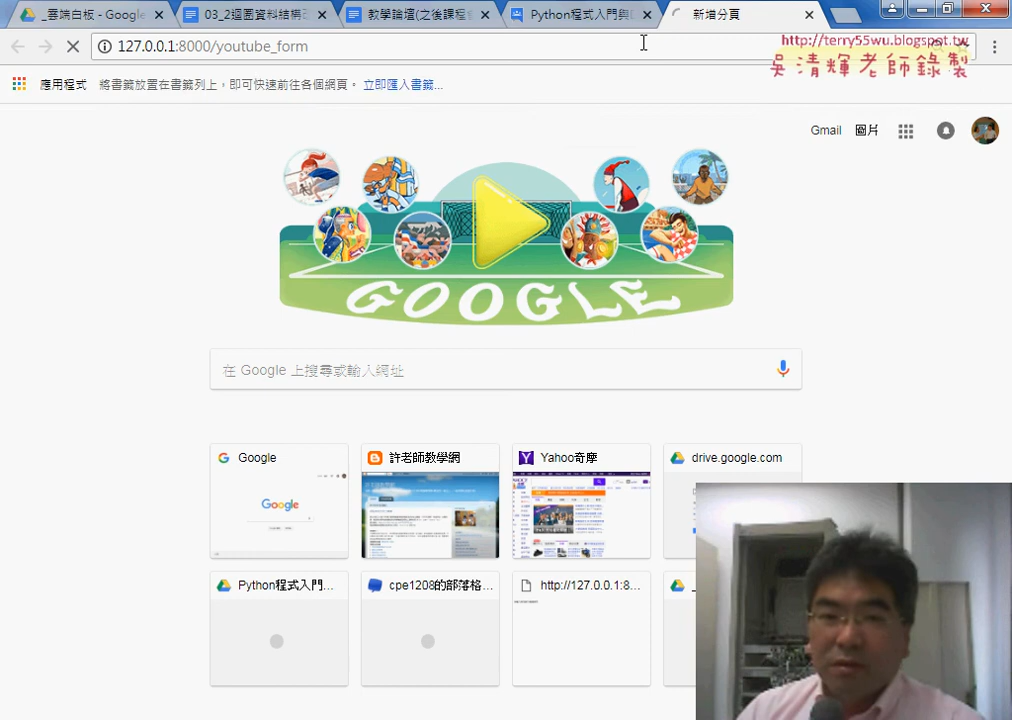 _雲端白板 - Google
03_2迴圈資料結構
教學論壇(之後課程
Python程式入門與
新增分頁
127.0.0.1:8000/youtube_form
http://terry55wu.blogspot.tw
吳清輝老師錄製
應用程式
將書籤放置在書籤列上，即可快速前往各個網頁。
立即匯入書籤...
Gmail
圖片
GOOGLE
在 Google 上搜尋或輸入網址
Google
許老師教學網
Yahoo奇摩
drive.google.com
Google
Python程式入門...
cpe1208的部落格...
http://127.0.0.1:8...